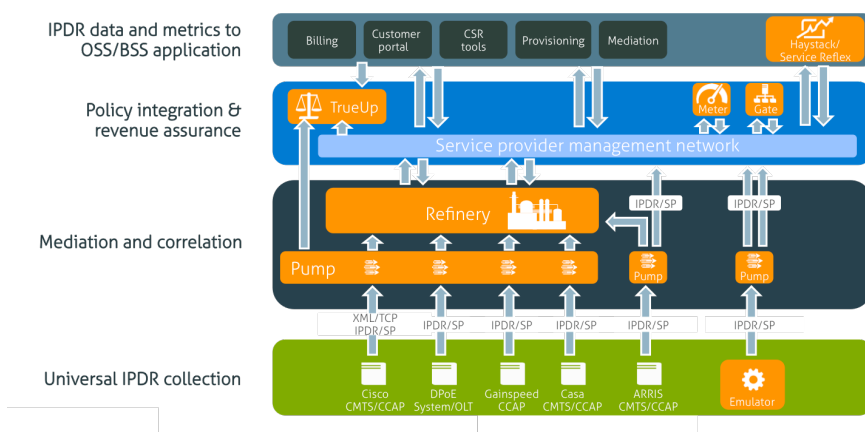 IPDR data and metrics to
OSS/BSS application
Billing
Customer
portal
CSR
tools
Provisioning
Mediation
Haystack/
Service Reflex
Policy integration &
revenue assurance
TrueUp
Meter
Gate
Service provider management network
Mediation and correlation
Refinery
IPDR/SP
IPDR/SP
Pump
Pump
Pump
XML/TCP
IPDR/SP
IPDR/SP
IPDR/SP
IPDR/SP
IPDR/SP
IPDR/SP
Universal IPDR collection
Cisco
CMTS/CCAP
DPoE
System/OLT
Gainspeed
CCAP
Casa
CMTS/CCAP
ARRIS
CMTS/CCAP
Emulator